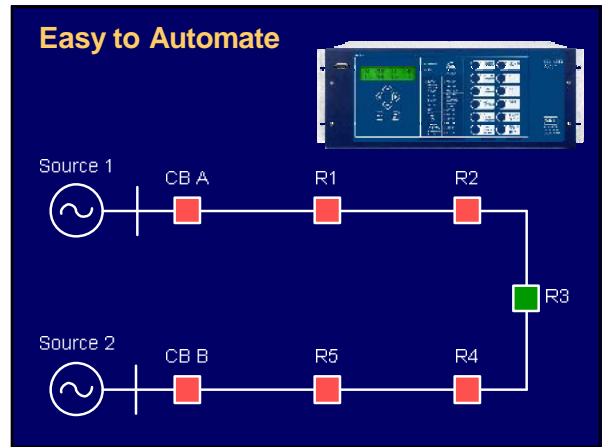 Easy to Automate
Source 1
CB A
R1
R2
R3
Source 2
CB B
R5
R4